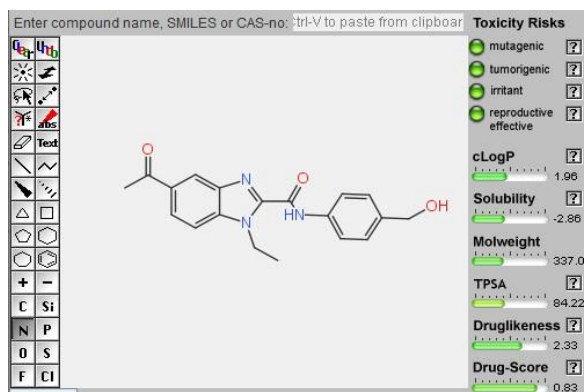 Enter compound name, SMILES or CAS-no: Ctrl-V to paste from clipboar
Toxicity Risks
mutagenic ?
tumorigenic ?
irritant ?
reproductive effective ?
cLogP ?
1.96
Solubility ?
-2.86
Molweight
337.0
TPSA ?
84.22
Druglikeness ?
2.33
Drug-Score ?
0.83
abs
Text
+ −
C Si
N P
O S
F Cl
O
N
N
O
HN
OH